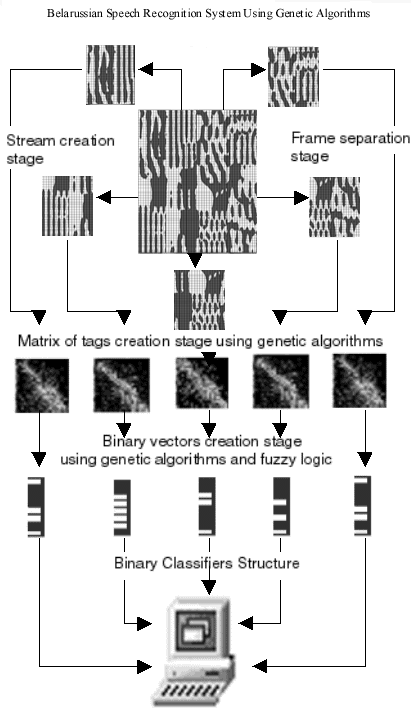 Belarussian Speech Recognition System Using Genetic Algorithms
Stream creation
stage
Frame separation
stage
Matrix of tags creation stage using genetic algorithms
Binary vectors creation stage
using genetic algorithms and fuzzy logic
Binary Classifiers Structure